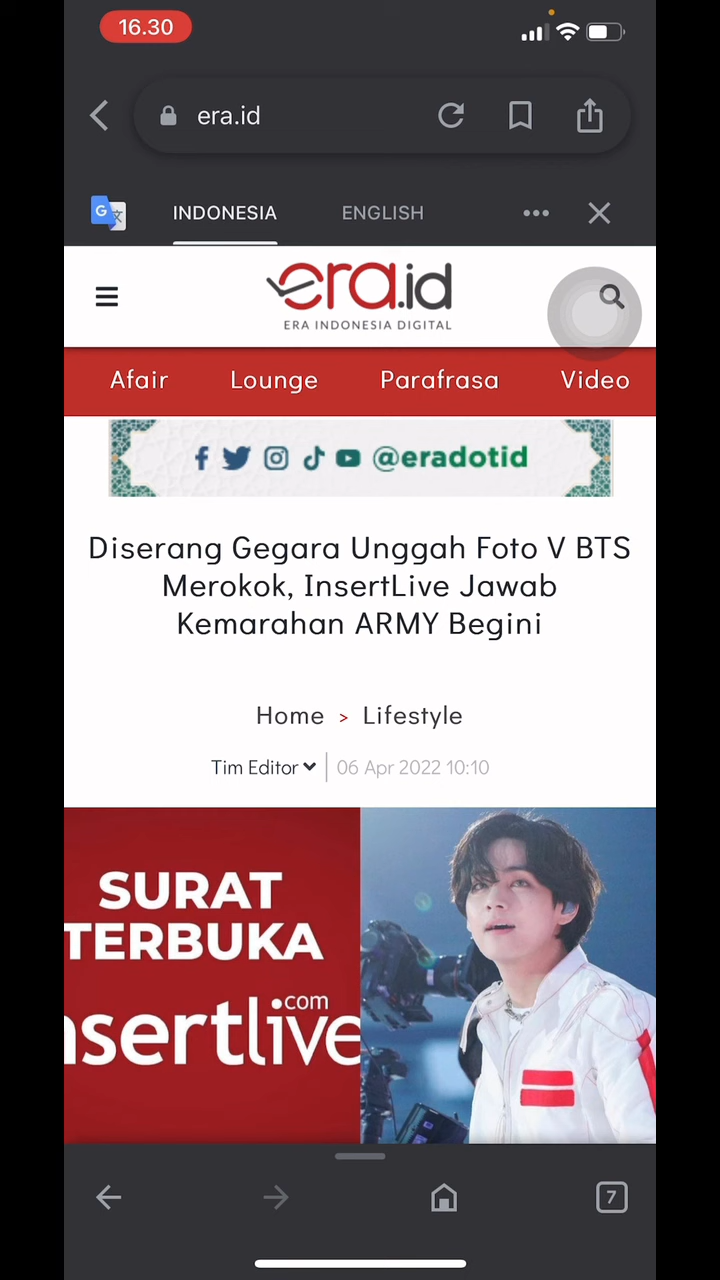 16.30
era.id
INDONESIA ENGLISH
era.id
ERA INDONESIA DIGITAL
Afair Lounge Parafrasa Video
@eradotid
Diserang Gegara Unggah Foto V BTS
Merokok, InsertLive Jawab
Kemarahan ARMY Begini
Home > Lifestyle
Tim Editor 06 Apr 2022 10:10
SURAT
TERBUKA
.com
nsertlive
7